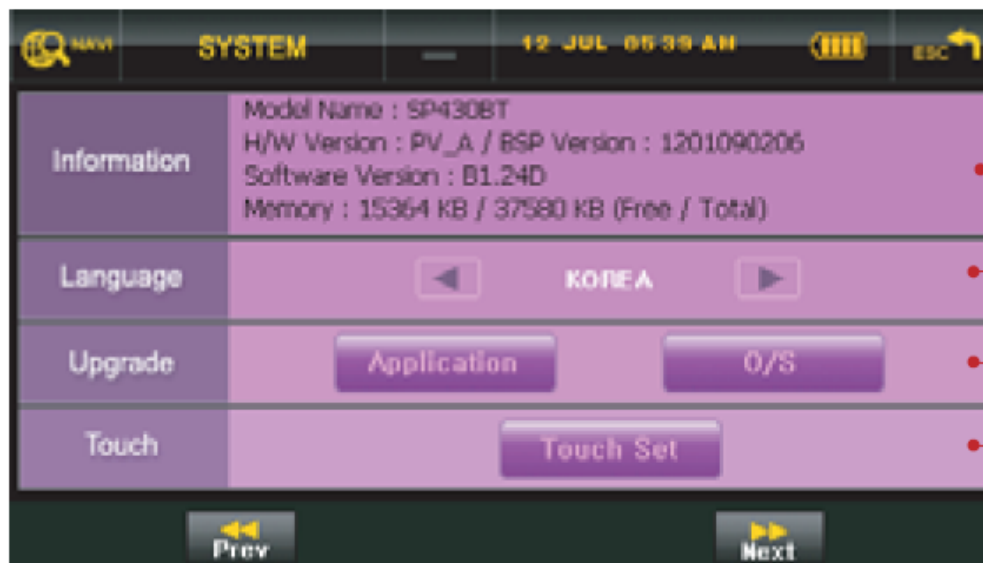 NAVI SYSTEM 12 JUL 05:39 AM ESC
Information
Model Name : SP430BT
H/W Version : PV_A / BSP Version : 1201090206
Software Version : B1.24D
Memory : 15364 KB / 37580 KB (Free / Total)
Language KOREA
Upgrade Application O/S
Touch Touch Set
Prev Next